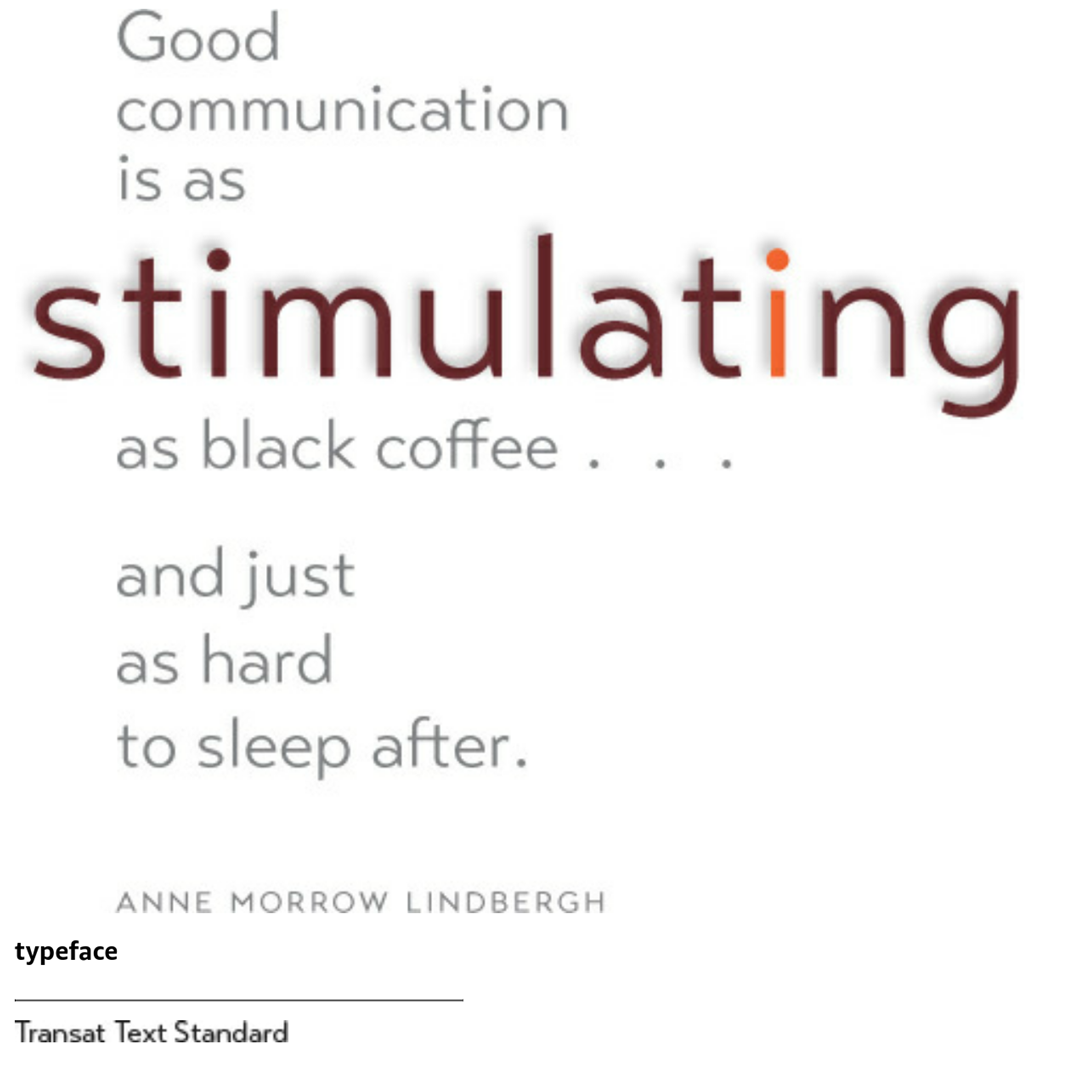 Good
communication
is as
stimulating
as black coffee . . .
and just
as hard
to sleep after.
ANNE MORROW LINDBERGH
typeface
Transat Text Standard